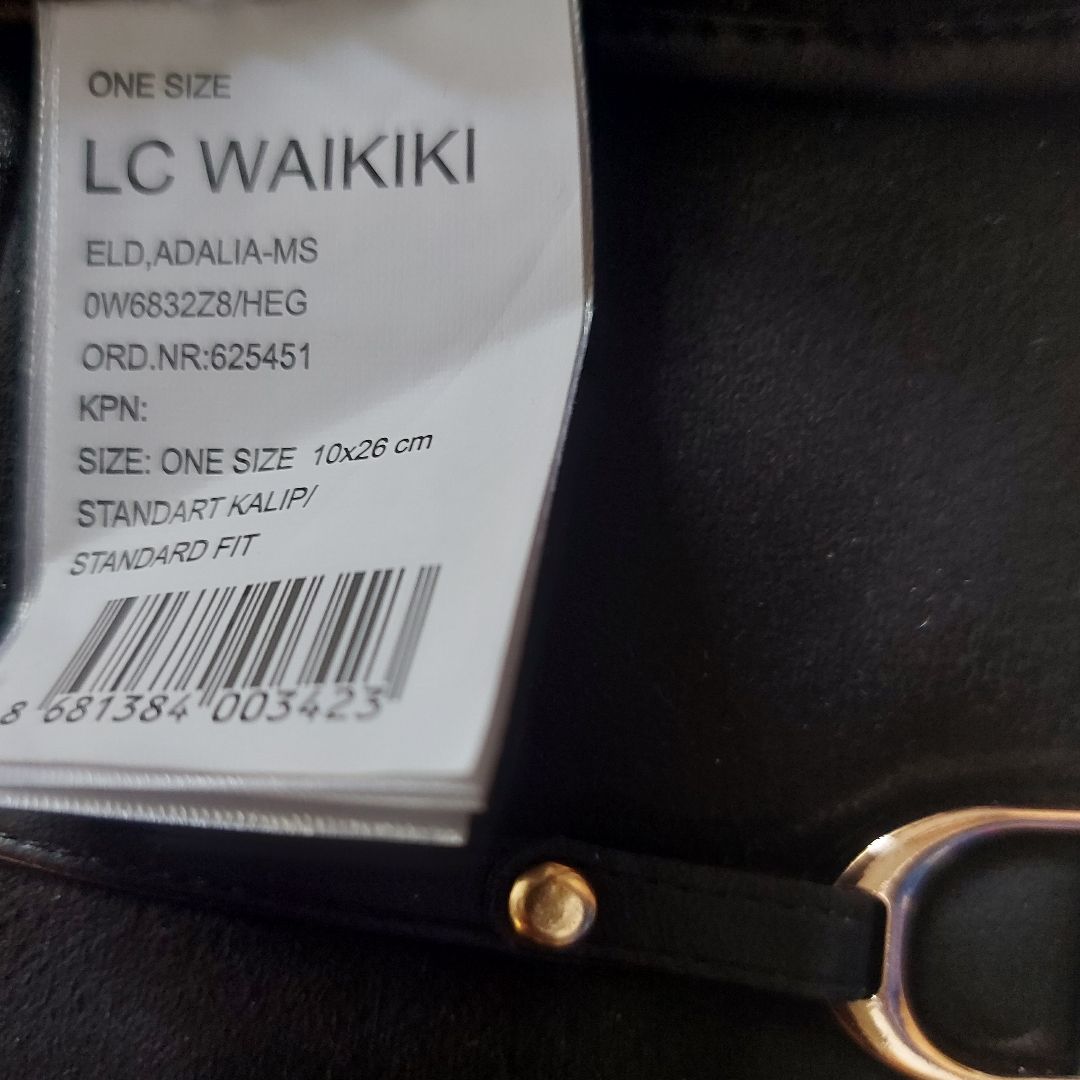 ONE SIZE
LC WAIKIKI
ELD,ADALIA-MS
0W6832Z8/HEG
ORD.NR:625451
KPN:
SIZE: ONE SIZE 10x26 cm
STANDART KALIP/
STANDARD FIT
8 681384 003423